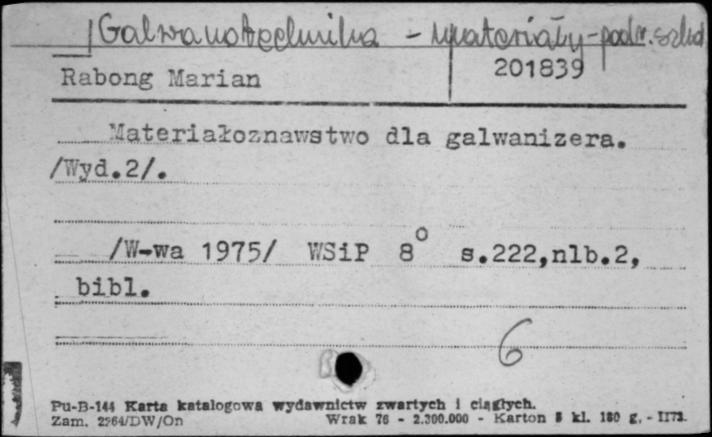 Galwanotechnika - materiały - podr. szkol
Rabong Marian 201839
Materiałoznawstwo dla galwanizera.
/Wyd.2/.
/W-wa 1975/ WSiP 8° s.222,nlb.2,
bibl.
6
Pu-B-144 Karta katalogowa wydawnictw zwartych i ciągłych.
Zam. 2964/DW/On Wrak 76 - 2.300.000 - Karton 5 kl. 180 g. - II73.